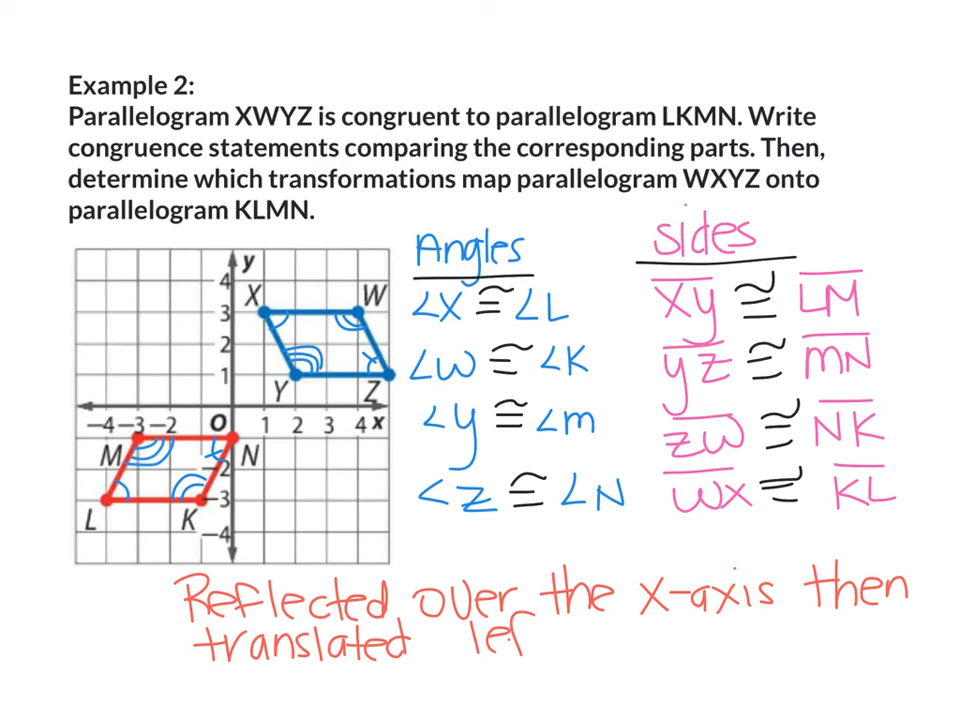 Example 2:
Parallelogram XWYZ is congruent to parallelogram LKMN. Write
congruence statements comparing the corresponding parts. Then,
determine which transformations map parallelogram WXYZ onto
parallelogram KLMN.
Angles
sides
∠X ≅ ∠L
XY ≅ LM
∠W ≅ ∠K
YZ ≅ MN
∠y ≅ ∠m
ZW ≅ NK
∠Z ≅ ∠N
WX ≅ KL
y
4
X W
3
2
1
Y Z
−4 −3 −2 O 1 2 3 4 x
M N
−2
−3
L K
−4
Reflected over the x-axis then
translated lef